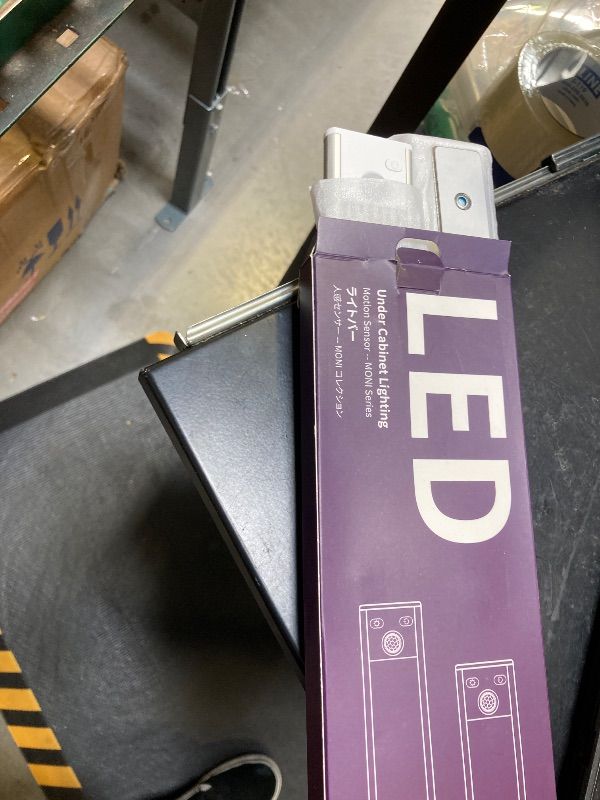 LED
Under Cabinet Lighting
Motion Sensor -- MONI Series
ライトバー
人感センサー – MONI コレクション